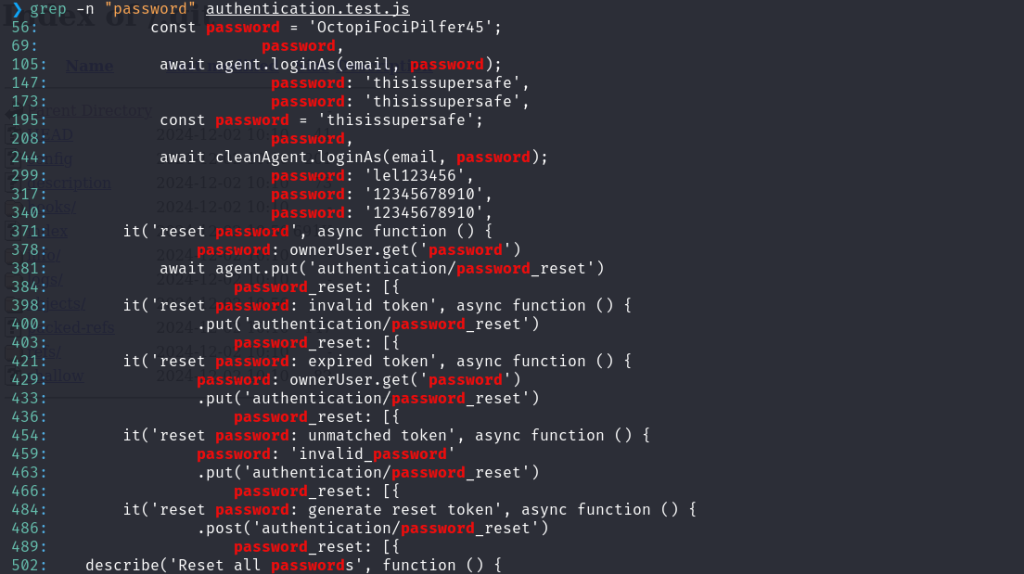 ❯ grep -n "password" authentication.test.js
56:            const password = 'OctopiFociPilfer45';
69:                        password,
105:            await agent.loginAs(email, password);
147:                        password: 'thisissupersafe',
173:                        password: 'thisissupersafe',
195:            const password = 'thisissupersafe';
208:                        password,
244:            await cleanAgent.loginAs(email, password);
299:                        password: 'lel123456',
317:                        password: '12345678910',
340:                        password: '12345678910',
371:        it('reset password', async function () {
378:                password: ownerUser.get('password')
381:            await agent.put('authentication/password_reset')
384:                    password_reset: [{
398:        it('reset password: invalid token', async function () {
400:                .put('authentication/password_reset')
403:                    password_reset: [{
421:        it('reset password: expired token', async function () {
429:                password: ownerUser.get('password')
433:                .put('authentication/password_reset')
436:                    password_reset: [{
454:        it('reset password: unmatched token', async function () {
459:                password: 'invalid_password'
463:                .put('authentication/password_reset')
466:                    password_reset: [{
484:        it('reset password: generate reset token', async function () {
486:                .post('authentication/password_reset')
489:                    password_reset: [{
502:    describe('Reset all passwords', function () {